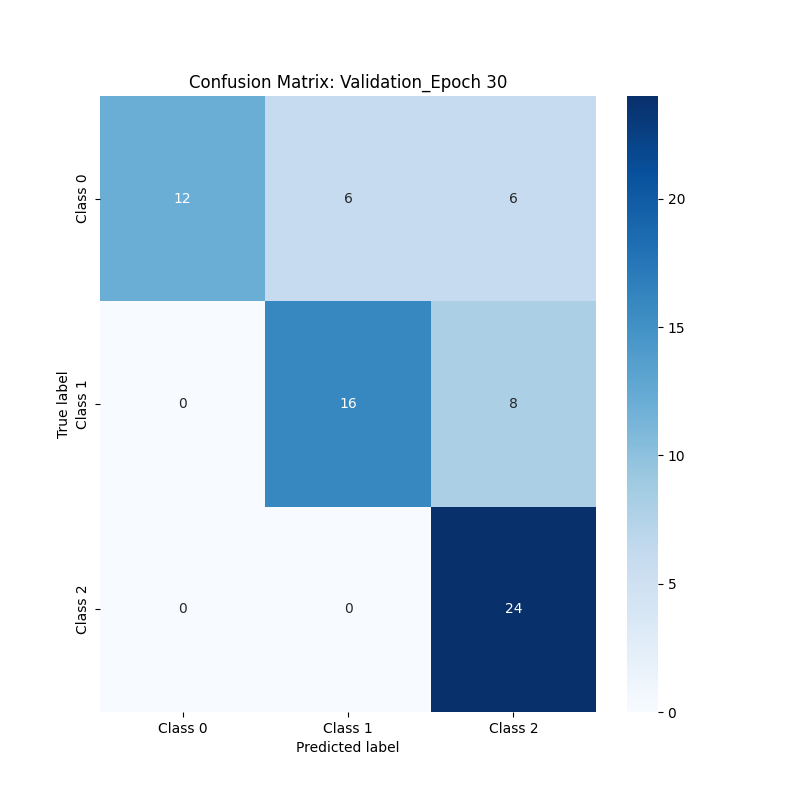 Confusion Matrix: Validation_Epoch 30
True label
Class 0
12
6
6
Class 1
0
16
8
Class 2
0
0
24
Class 0
Class 1
Class 2
Predicted label
20
15
10
5
0